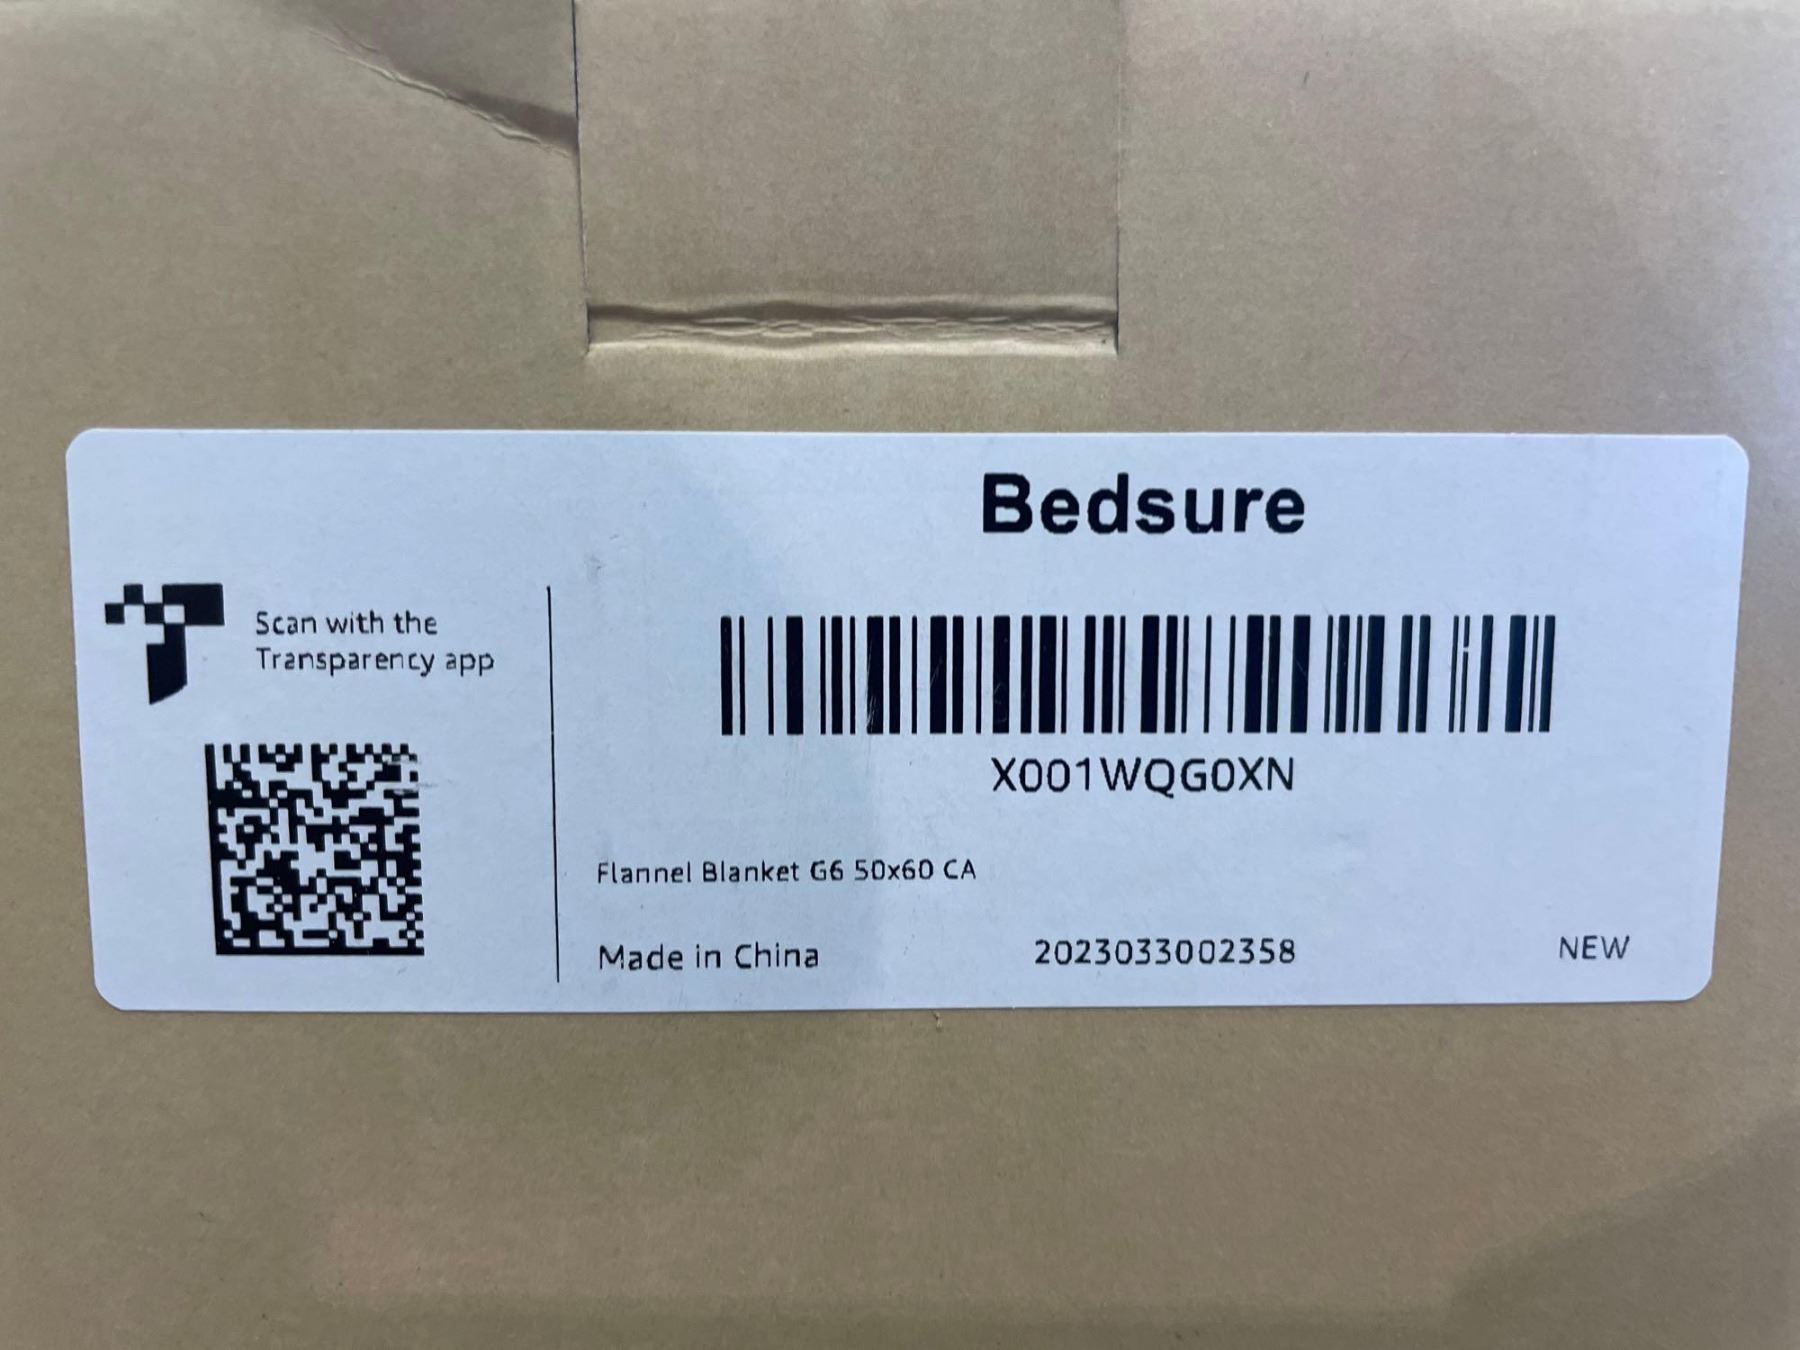 Bedsure
Scan with the
Transparency app
X001WQG0XN
Flannel Blanket G6 50x60 CA
Made in China 2023033002358 NEW